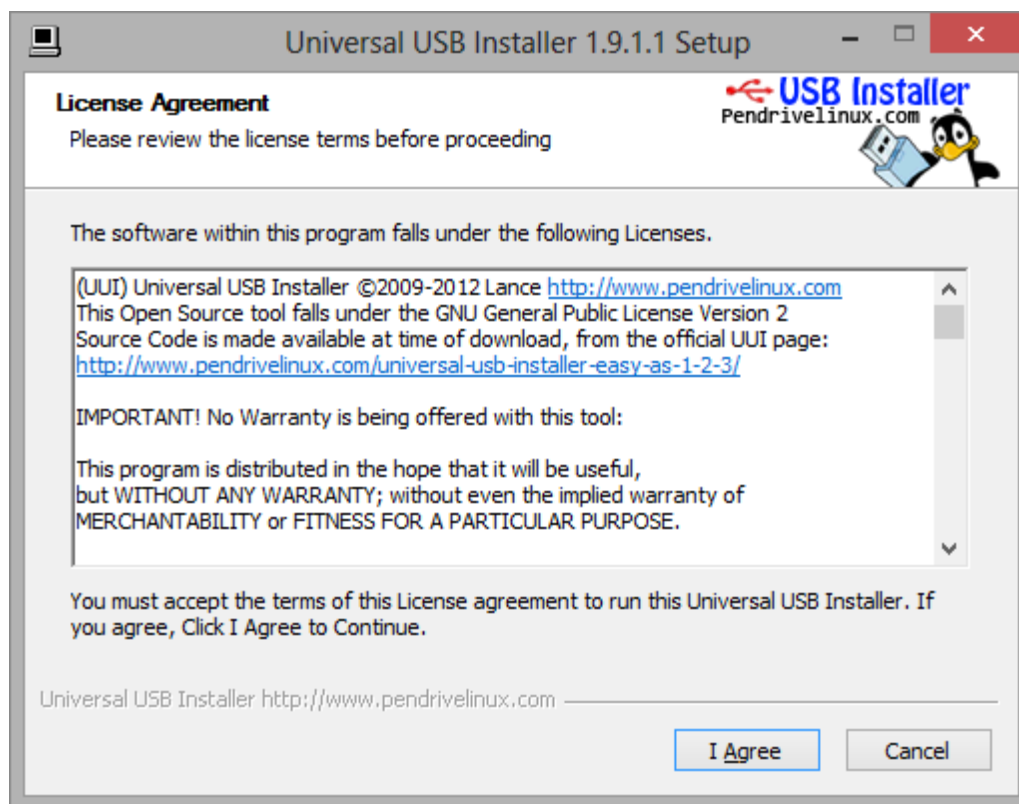 Universal USB Installer 1.9.1.1 Setup
License Agreement
Please review the license terms before proceeding
USB Installer
Pendrivelinux.com
The software within this program falls under the following Licenses.
(UUI) Universal USB Installer ©2009-2012 Lance http://www.pendrivelinux.com
This Open Source tool falls under the GNU General Public License Version 2
Source Code is made available at time of download, from the official UUI page:
http://www.pendrivelinux.com/universal-usb-installer-easy-as-1-2-3/
IMPORTANT! No Warranty is being offered with this tool:
This program is distributed in the hope that it will be useful,
but WITHOUT ANY WARRANTY; without even the implied warranty of
MERCHANTABILITY or FITNESS FOR A PARTICULAR PURPOSE.
You must accept the terms of this License agreement to run this Universal USB Installer. If
you agree, Click I Agree to Continue.
Universal USB Installer http://www.pendrivelinux.com
I Agree
Cancel